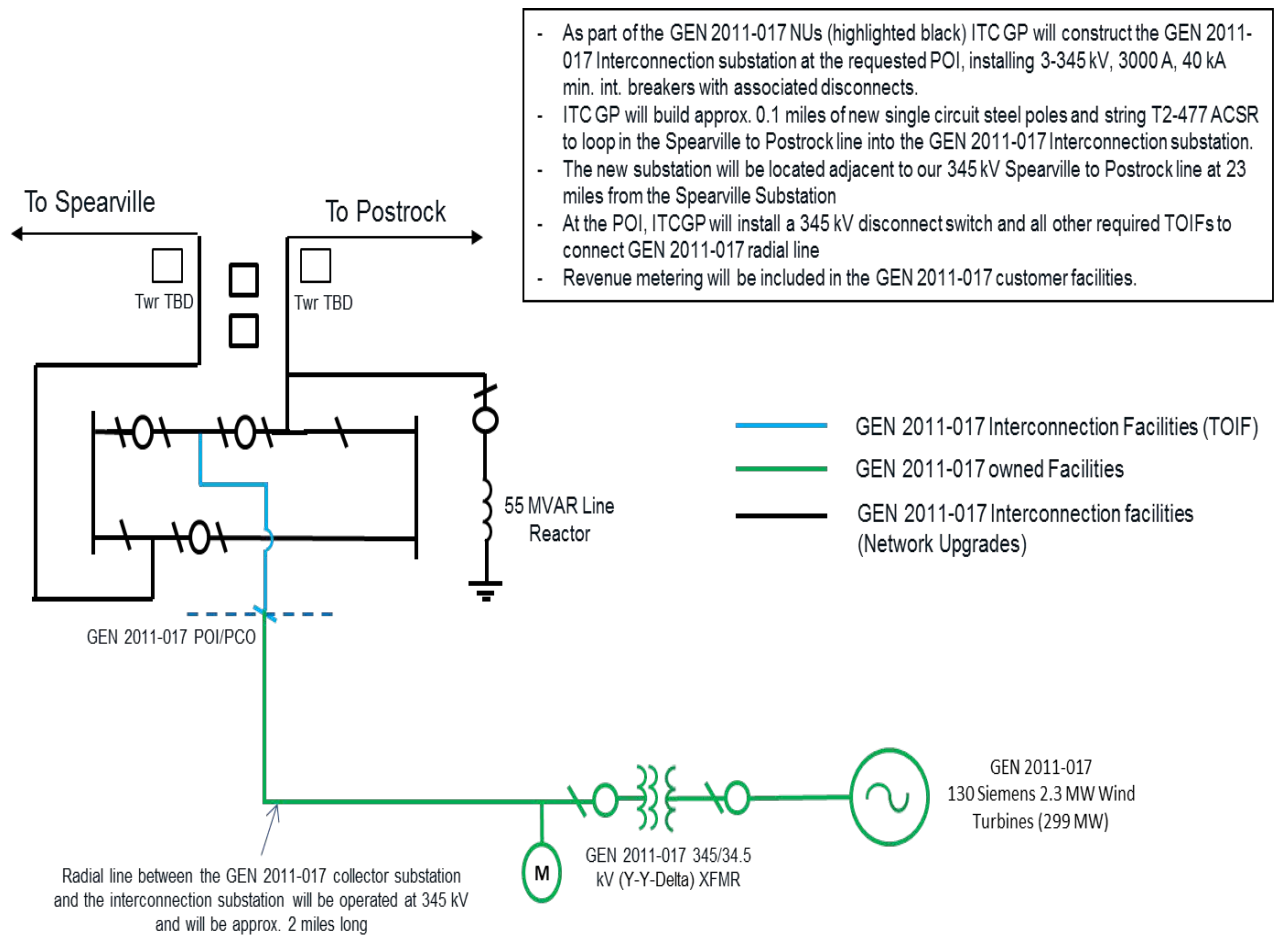 - As part of the GEN 2011-017 NUs (highlighted black) ITC GP will construct the GEN 2011-
017 Interconnection substation at the requested POI, installing 3-345 kV, 3000 A, 40 kA
min. int. breakers with associated disconnects.
- ITC GP will build approx. 0.1 miles of new single circuit steel poles and string T2-477 ACSR
to loop in the Spearville to Postrock line into the GEN 2011-017 Interconnection substation.
- The new substation will be located adjacent to our 345 kV Spearville to Postrock line at 23
miles from the Spearville Substation
- At the POI, ITCGP will install a 345 kV disconnect switch and all other required TOIFs to
connect GEN 2011-017 radial line
- Revenue metering will be included in the GEN 2011-017 customer facilities.
To Spearville
To Postrock
Twr TBD
Twr TBD
55 MVAR Line
Reactor
GEN 2011-017 Interconnection Facilities (TOIF)
GEN 2011-017 owned Facilities
GEN 2011-017 Interconnection facilities
(Network Upgrades)
GEN 2011-017 POI/PCO
GEN 2011-017
130 Siemens 2.3 MW Wind
Turbines (299 MW)
GEN 2011-017 345/34.5
kV (Y-Y-Delta) XFMR
M
Radial line between the GEN 2011-017 collector substation
and the interconnection substation will be operated at 345 kV
and will be approx. 2 miles long